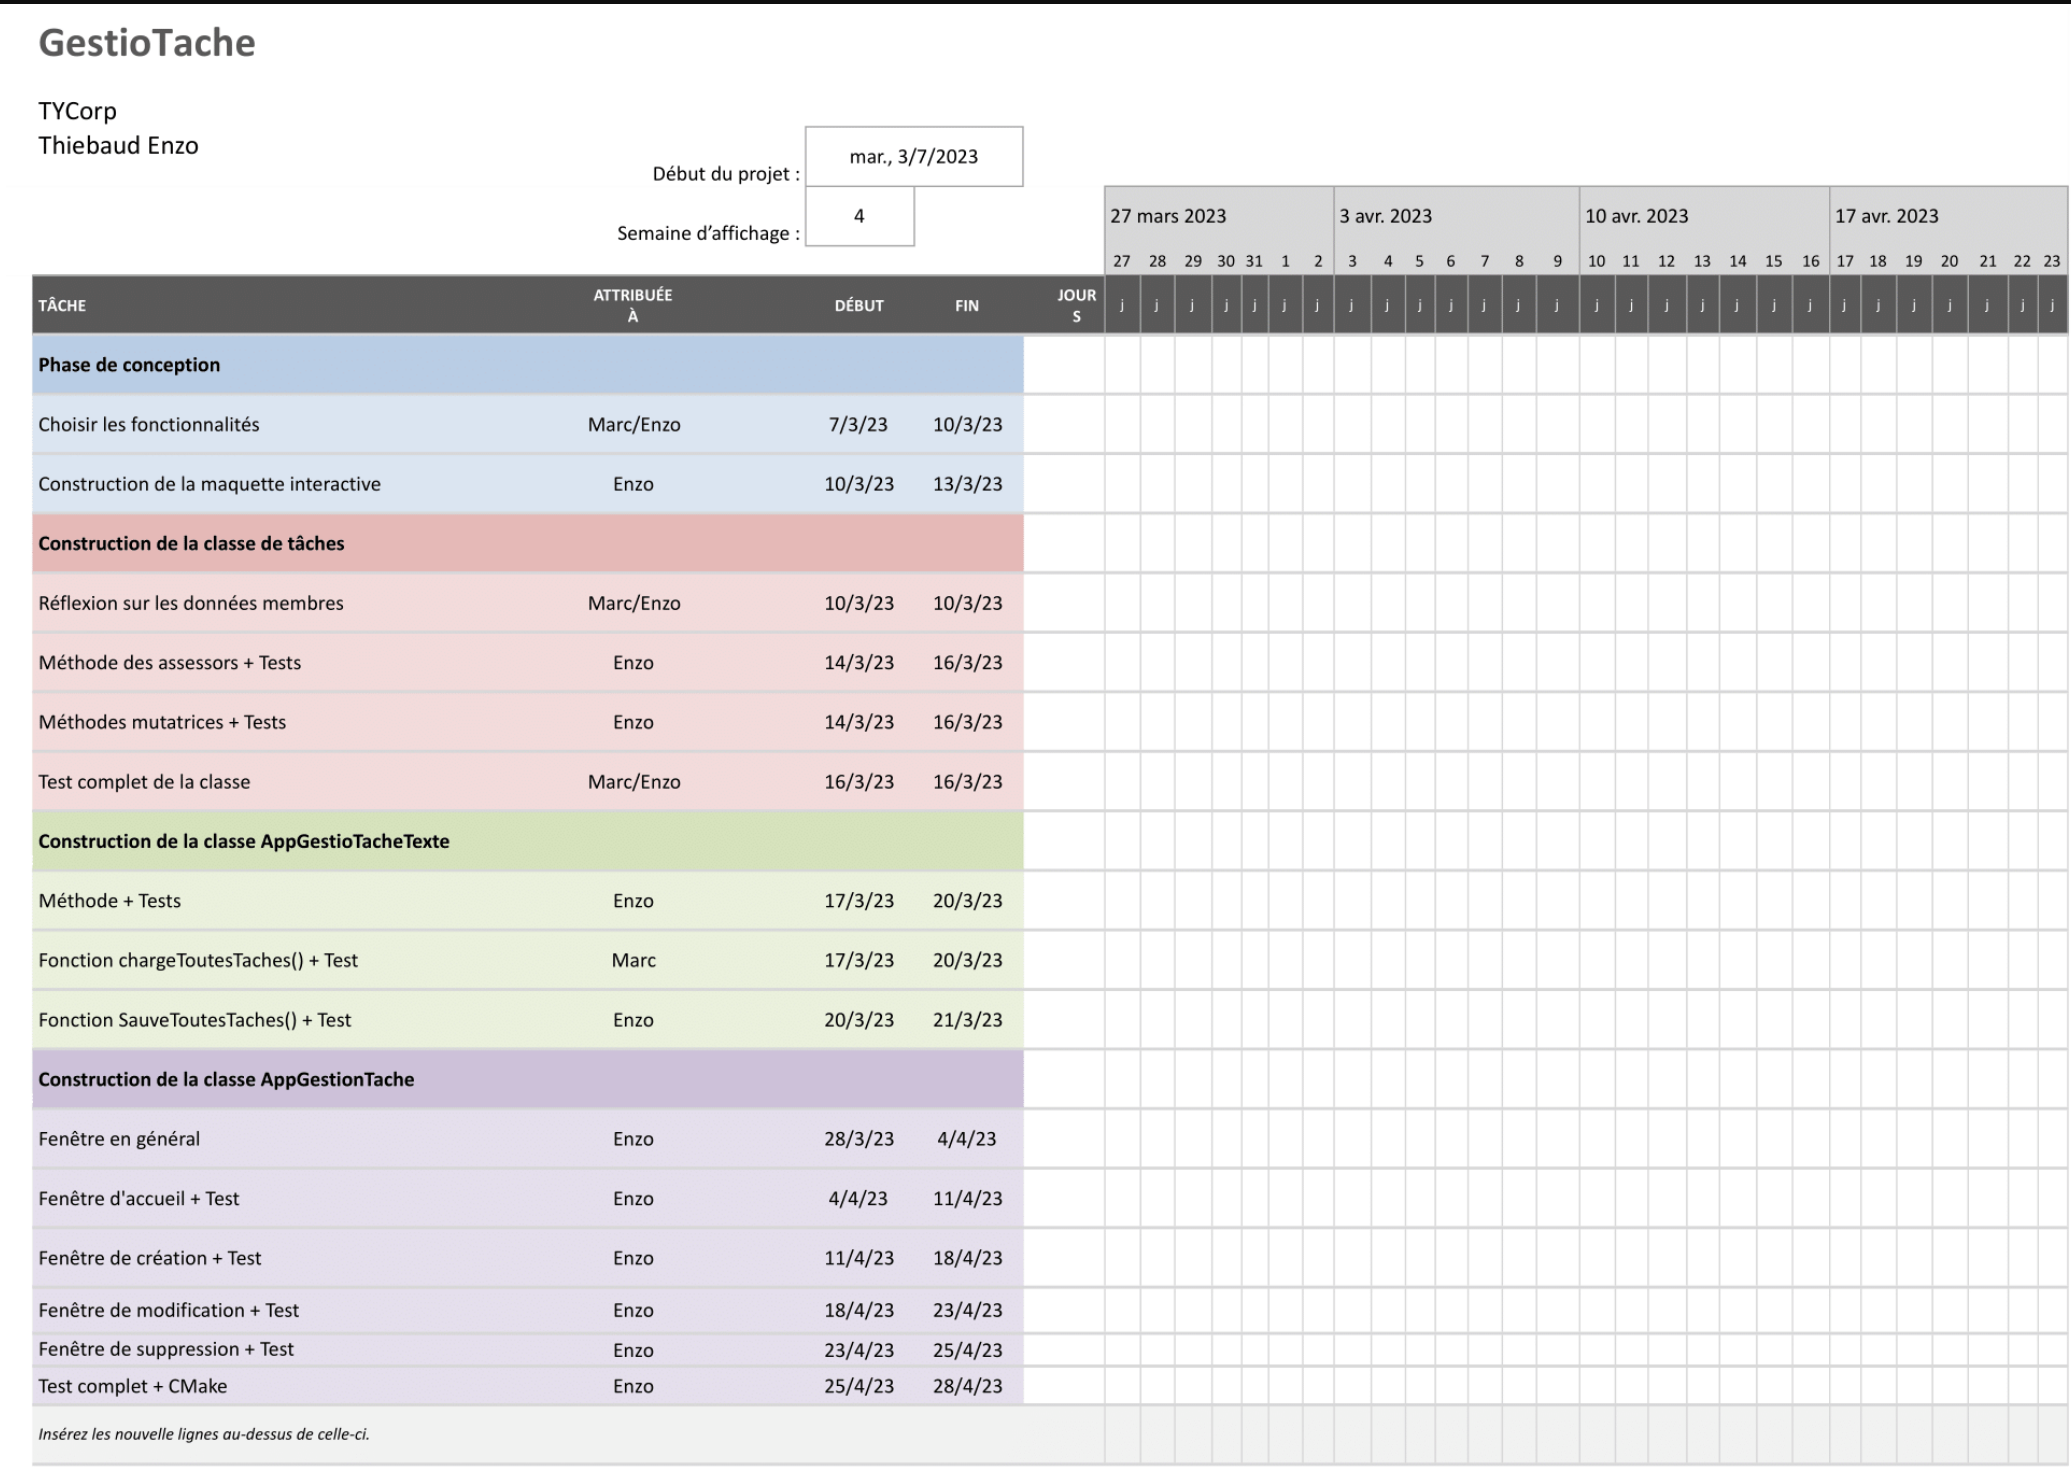 GestioTache
TYCorp
Thiebaud Enzo
Début du projet : mar., 3/7/2023
Semaine d’affichage : 4
27 mars 2023 3 avr. 2023 10 avr. 2023 17 avr. 2023
27 28 29 30 31 1 2 3 4 5 6 7 8 9 10 11 12 13 14 15 16 17 18 19 20 21 22 23
TÂCHE ATTRIBUÉE À DÉBUT FIN JOURS j j j j j j j j j j j j j j j j j j j j j j j j j j j j
Phase de conception
Choisir les fonctionnalités Marc/Enzo 7/3/23 10/3/23
Construction de la maquette interactive Enzo 10/3/23 13/3/23
Construction de la classe de tâches
Réflexion sur les données membres Marc/Enzo 10/3/23 10/3/23
Méthode des assessors + Tests Enzo 14/3/23 16/3/23
Méthodes mutatrices + Tests Enzo 14/3/23 16/3/23
Test complet de la classe Marc/Enzo 16/3/23 16/3/23
Construction de la classe AppGestioTacheTexte
Méthode + Tests Enzo 17/3/23 20/3/23
Fonction chargeToutesTaches() + Test Marc 17/3/23 20/3/23
Fonction SauveToutesTaches() + Test Enzo 20/3/23 21/3/23
Construction de la classe AppGestionTache
Fenêtre en général Enzo 28/3/23 4/4/23
Fenêtre d'accueil + Test Enzo 4/4/23 11/4/23
Fenêtre de création + Test Enzo 11/4/23 18/4/23
Fenêtre de modification + Test Enzo 18/4/23 23/4/23
Fenêtre de suppression + Test Enzo 23/4/23 25/4/23
Test complet + CMake Enzo 25/4/23 28/4/23
Insérez les nouvelle lignes au-dessus de celle-ci.